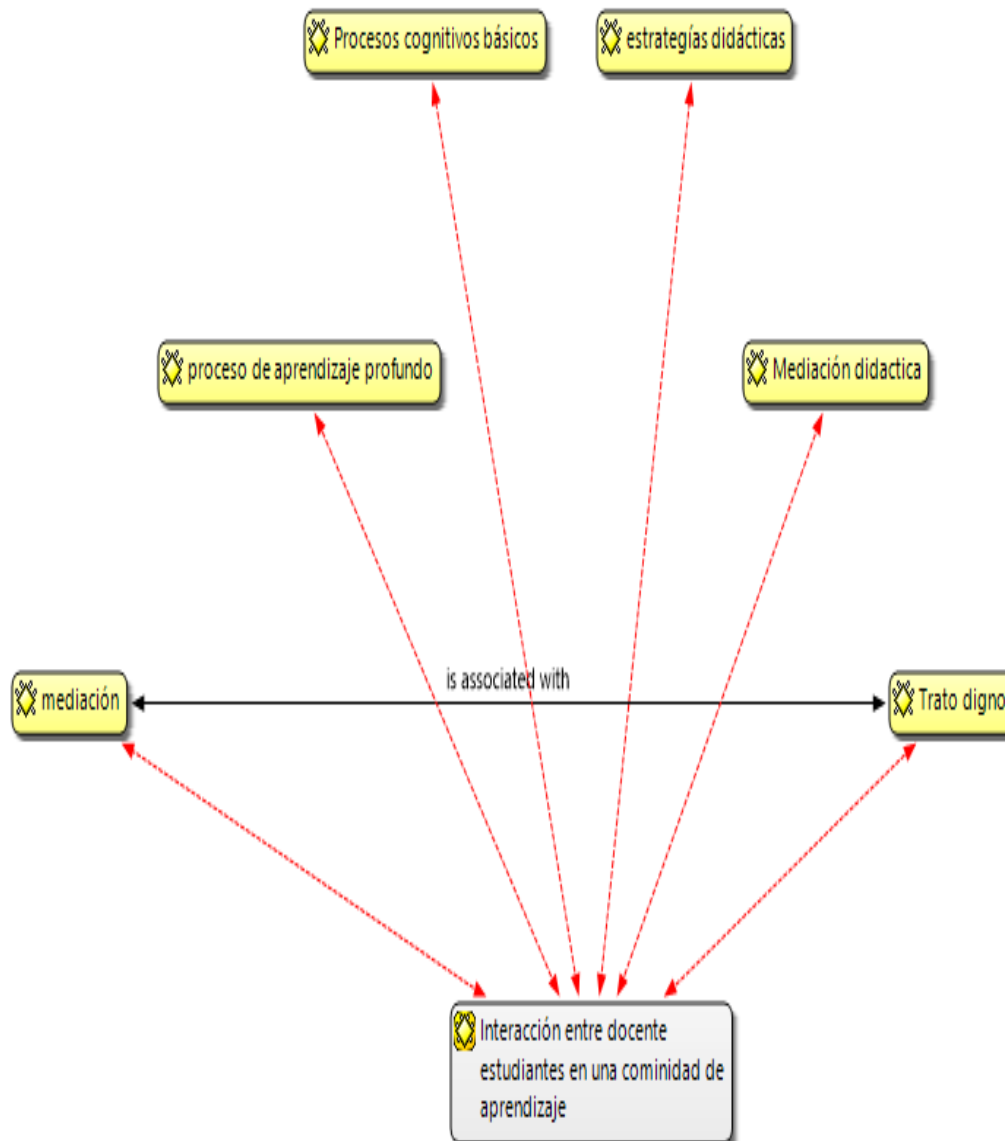 Procesos cognitivos básicos
estrategías didácticas
proceso de aprendizaje profundo
Mediación didactica
is associated with
mediación
Trato digno
Interacción entre docente
estudiantes en una cominidad de
aprendizaje